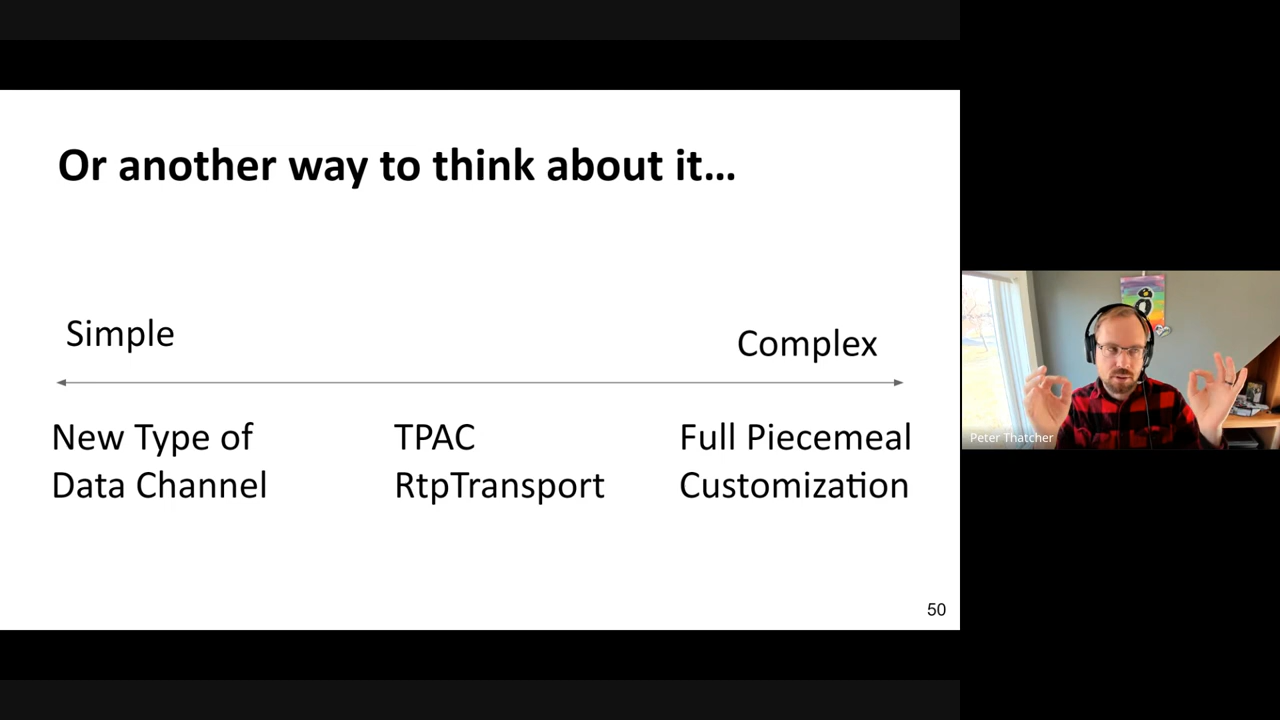 Or another way to think about it…
Simple
Complex
New Type of
Data Channel
TPAC
RtpTransport
Full Piecemeal
Customization
50
Peter Thatcher